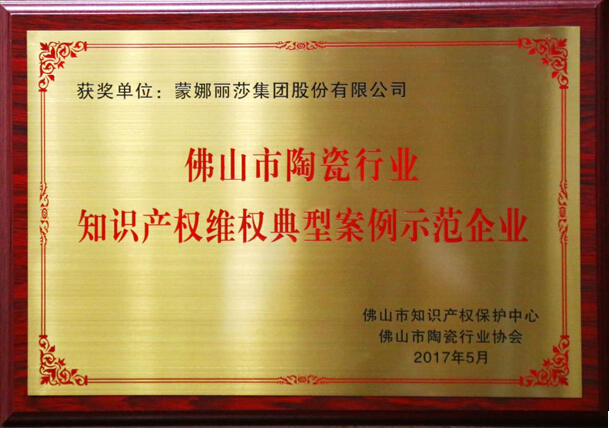 获奖单位：蒙娜丽莎集团股份有限公司
佛山市陶瓷行业
知识产权维权典型案例示范企业
佛山市知识产权保护中心
佛山市陶瓷行业协会
2017年5月